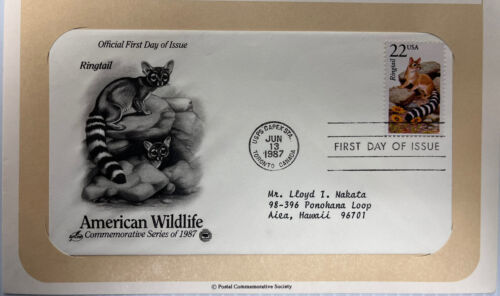 Official First Day of Issue
Ringtail
22 USA
Ringtail
USPS CAPEX STA.
JUN
13
1987
TORONTO CANADA
FIRST DAY OF ISSUE
Mr. Lloyd I. Nakata
98-396 Ponohana Loop
Aiea, Hawaii 96701
American Wildlife
Commemorative Series of 1987
© Postal Commemorative Society